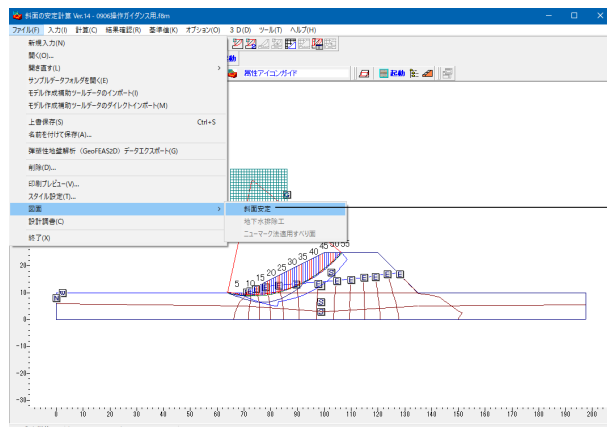 斜面の安定計算 Ver.14 - 0906操作ガイダンス用.f8m
ファイル(F) 入力(I) 計算(C) 結果確認(R) 基準値(K) オプション(O) 3 D(D) ツール(T) ヘルプ(H)
新規入力(N)
開く(O)...
開き直す(L)
サンプルデータフォルダを開く(E)
モデル作成補助ツールデータのインポート(I)
モデル作成補助ツールデータのダイレクトインポート(M)
上書保存(S) Ctrl+S
名前を付けて保存(A)...
弾塑性地盤解析（GeoFEAS2D）データエクスポート(G)
削除(D)...
印刷プレビュー(V)...
スタイル設定(T)...
図面
設計調書(C)
終了(X)
動
属性アイコンガイド 起動
斜面安定
地下水排除工
ニューマーク法適用すべり面
G
5 10 15 20 25 30 35 40 45 50 55
E E E E E E E E E E E
N W
S
S
S
20
10
0
-10
-20
-30
0 10 20 30 40 50 60 70 80 90 100 110 120 130 140 150 160 170 180 190 200